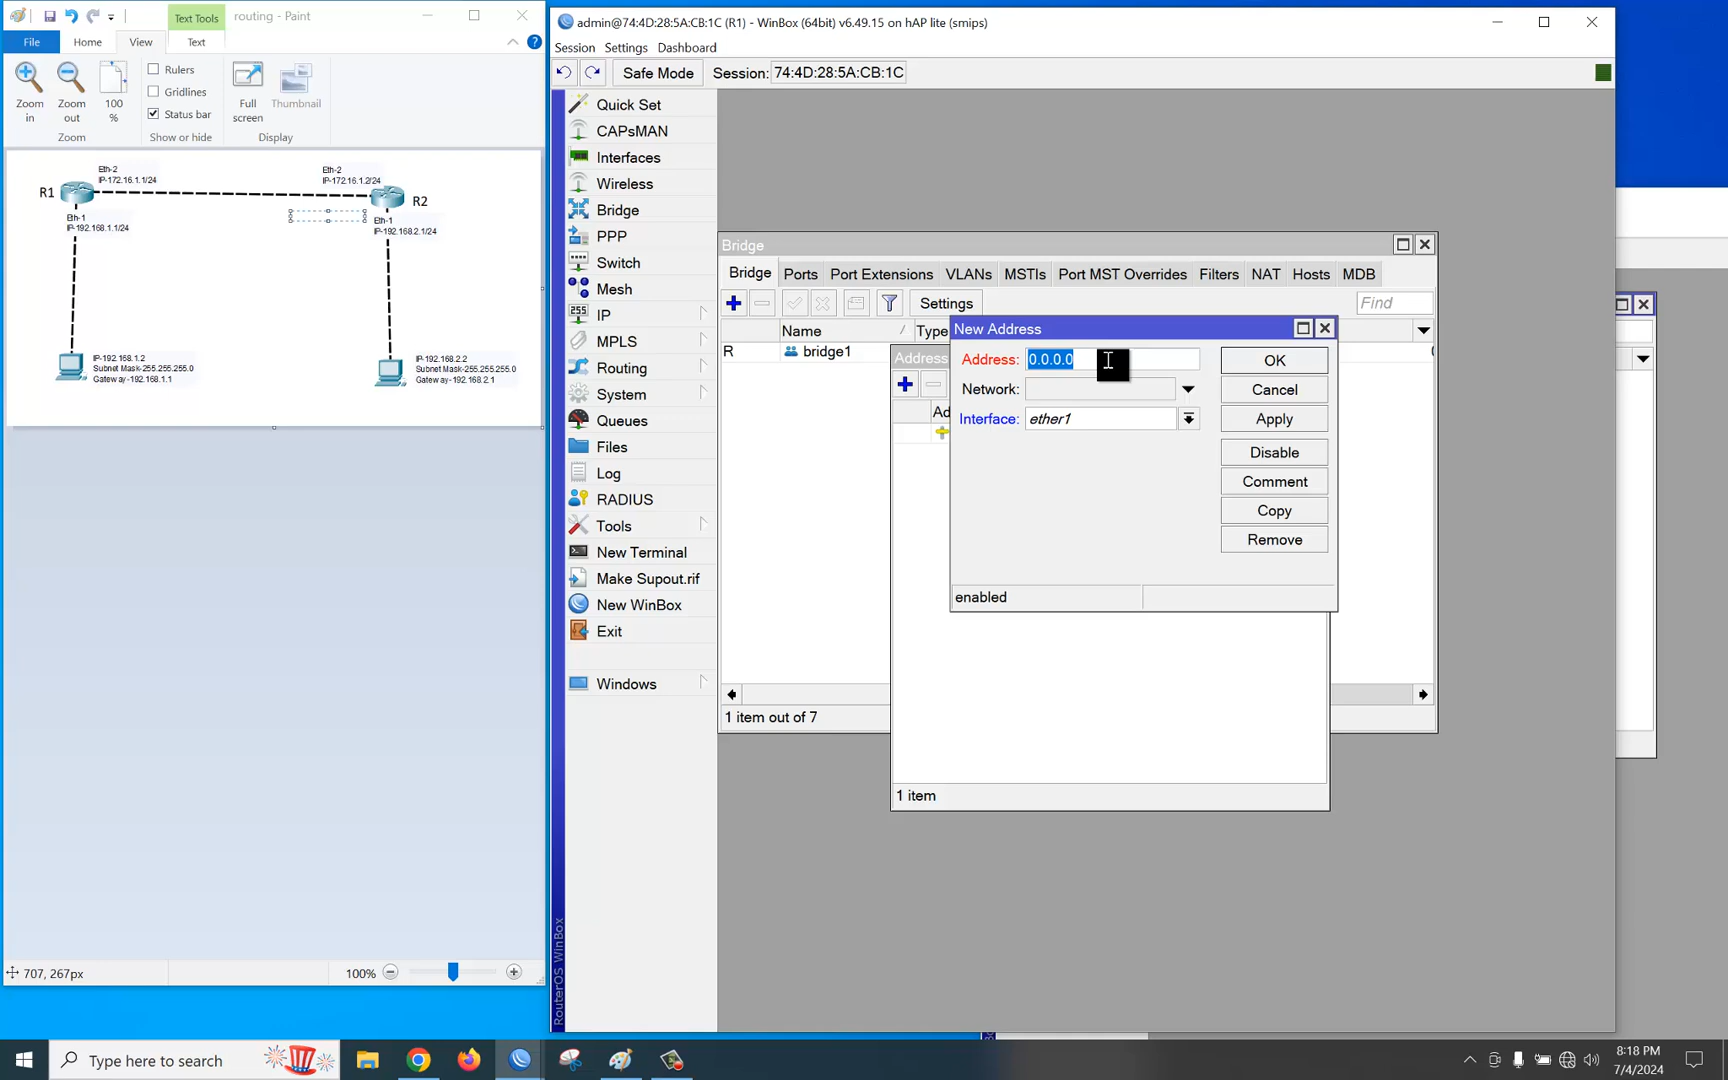 Text Tools
routing - Paint
File
Home
View
Text
Zoom in
Zoom out
100 %
Rulers
Gridlines
Status bar
Full screen
Thumbnail
Zoom
Show or hide
Display
Eth-2
IP-172.16.1.1/24
R1
Eth-1
IP-192.168.1.1/24
Eth-2
IP-172.16.1.2/24
R2
Eth-1
IP-192.168.2.1/24
IP-192.168.1.2
Subnet Mask-255.255.255.0
Gateway-192.168.1.1
IP-192.168.2.2
Subnet Mask-255.255.255.0
Gateway-192.168.2.1
707, 267px
100%
admin@74:4D:28:5A:CB:1C (R1) - WinBox (64bit) v6.49.15 on hAP lite (smips)
Session Settings Dashboard
Safe Mode Session: 74:4D:28:5A:CB:1C
Quick Set
CAPsMAN
Interfaces
Wireless
Bridge
PPP
Switch
Mesh
255 IP
MPLS
Routing
System
Queues
Files
Log
RADIUS
Tools
New Terminal
Make Supout.rif
New WinBox
Exit
Windows
RouterOS WinBox
Bridge
Bridge Ports Port Extensions VLANs MSTIs Port MST Overrides Filters NAT Hosts MDB
Settings
Find
Name / Type
R bridge1
1 item out of 7
Address
Ad
1 item
New Address
Address: 0.0.0.0
Network:
Interface: ether1
OK
Cancel
Apply
Disable
Comment
Copy
Remove
enabled
Type here to search
8:18 PM
7/4/2024